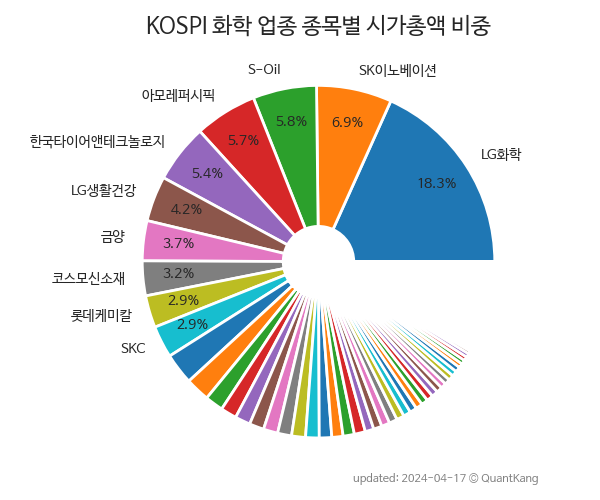 KOSPI 화학 업종 종목별 시가총액 비중
S-Oil
SK이노베이션
아모레퍼시픽
5.8%
6.9%
한국타이어앤테크놀로지
5.7%
LG화학
5.4%
18.3%
LG생활건강
4.2%
금양
3.7%
코스모신소재
3.2%
롯데케미칼
2.9%
SKC
2.9%
updated: 2024-04-17 © QuantKang